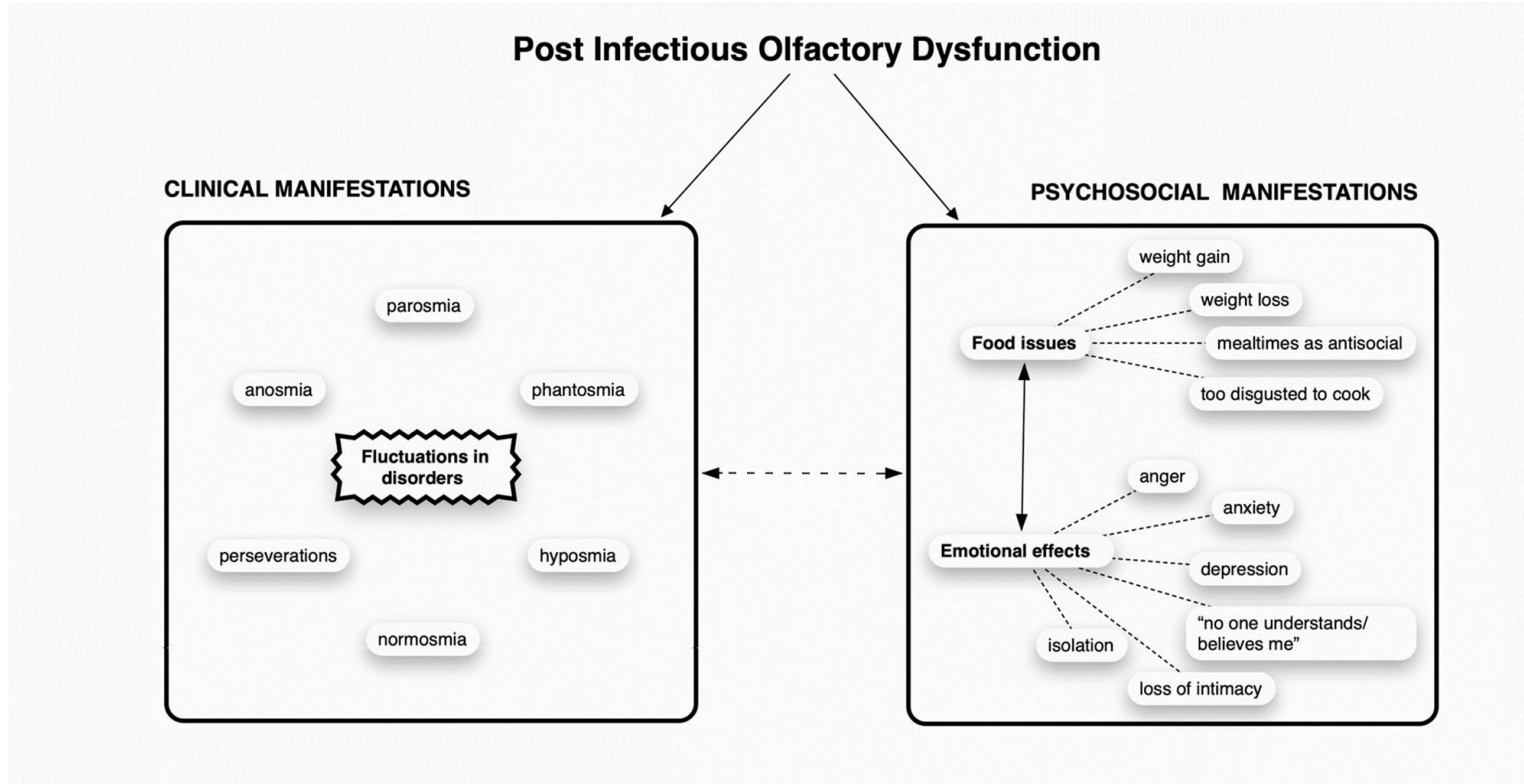 Post Infectious Olfactory Dysfunction
CLINICAL MANIFESTATIONS
parosmia
anosmia
phantosmia
Fluctuations in
disorders
perseverations
hyposmia
normosmia
PSYCHOSOCIAL MANIFESTATIONS
weight gain
weight loss
Food issues
mealtimes as antisocial
too disgusted to cook
anger
anxiety
Emotional effects
depression
“no one understands/
believes me”
isolation
loss of intimacy